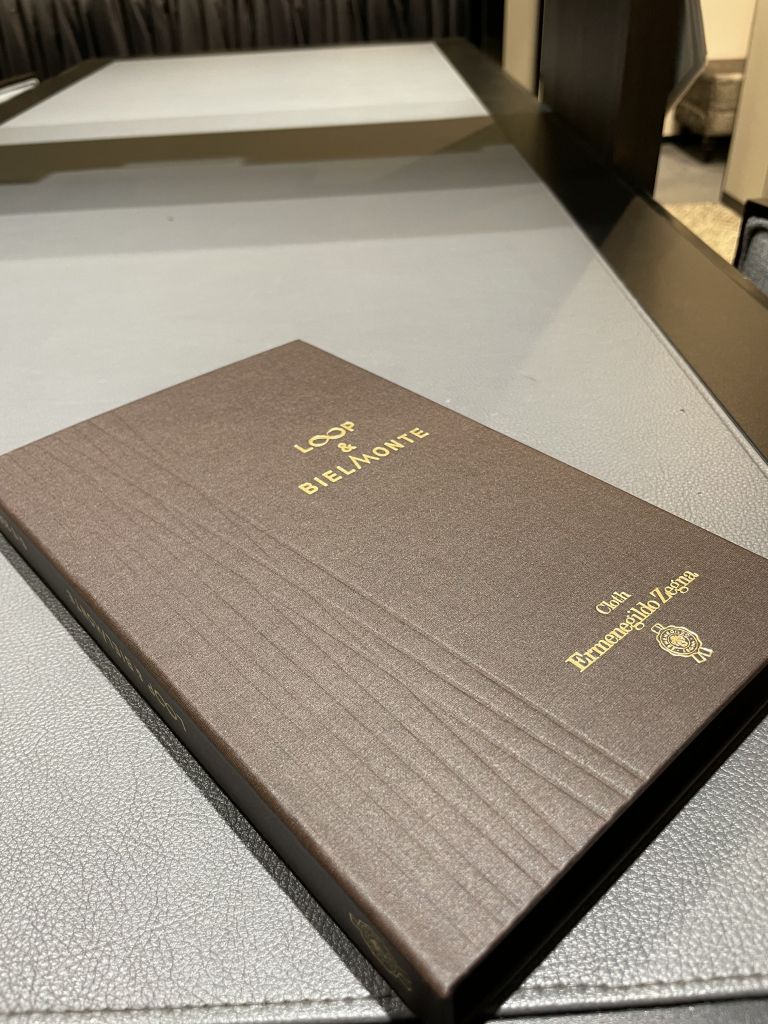 LOOP
&
BIELMONTE
Cloth
Ermenegildo Zegna